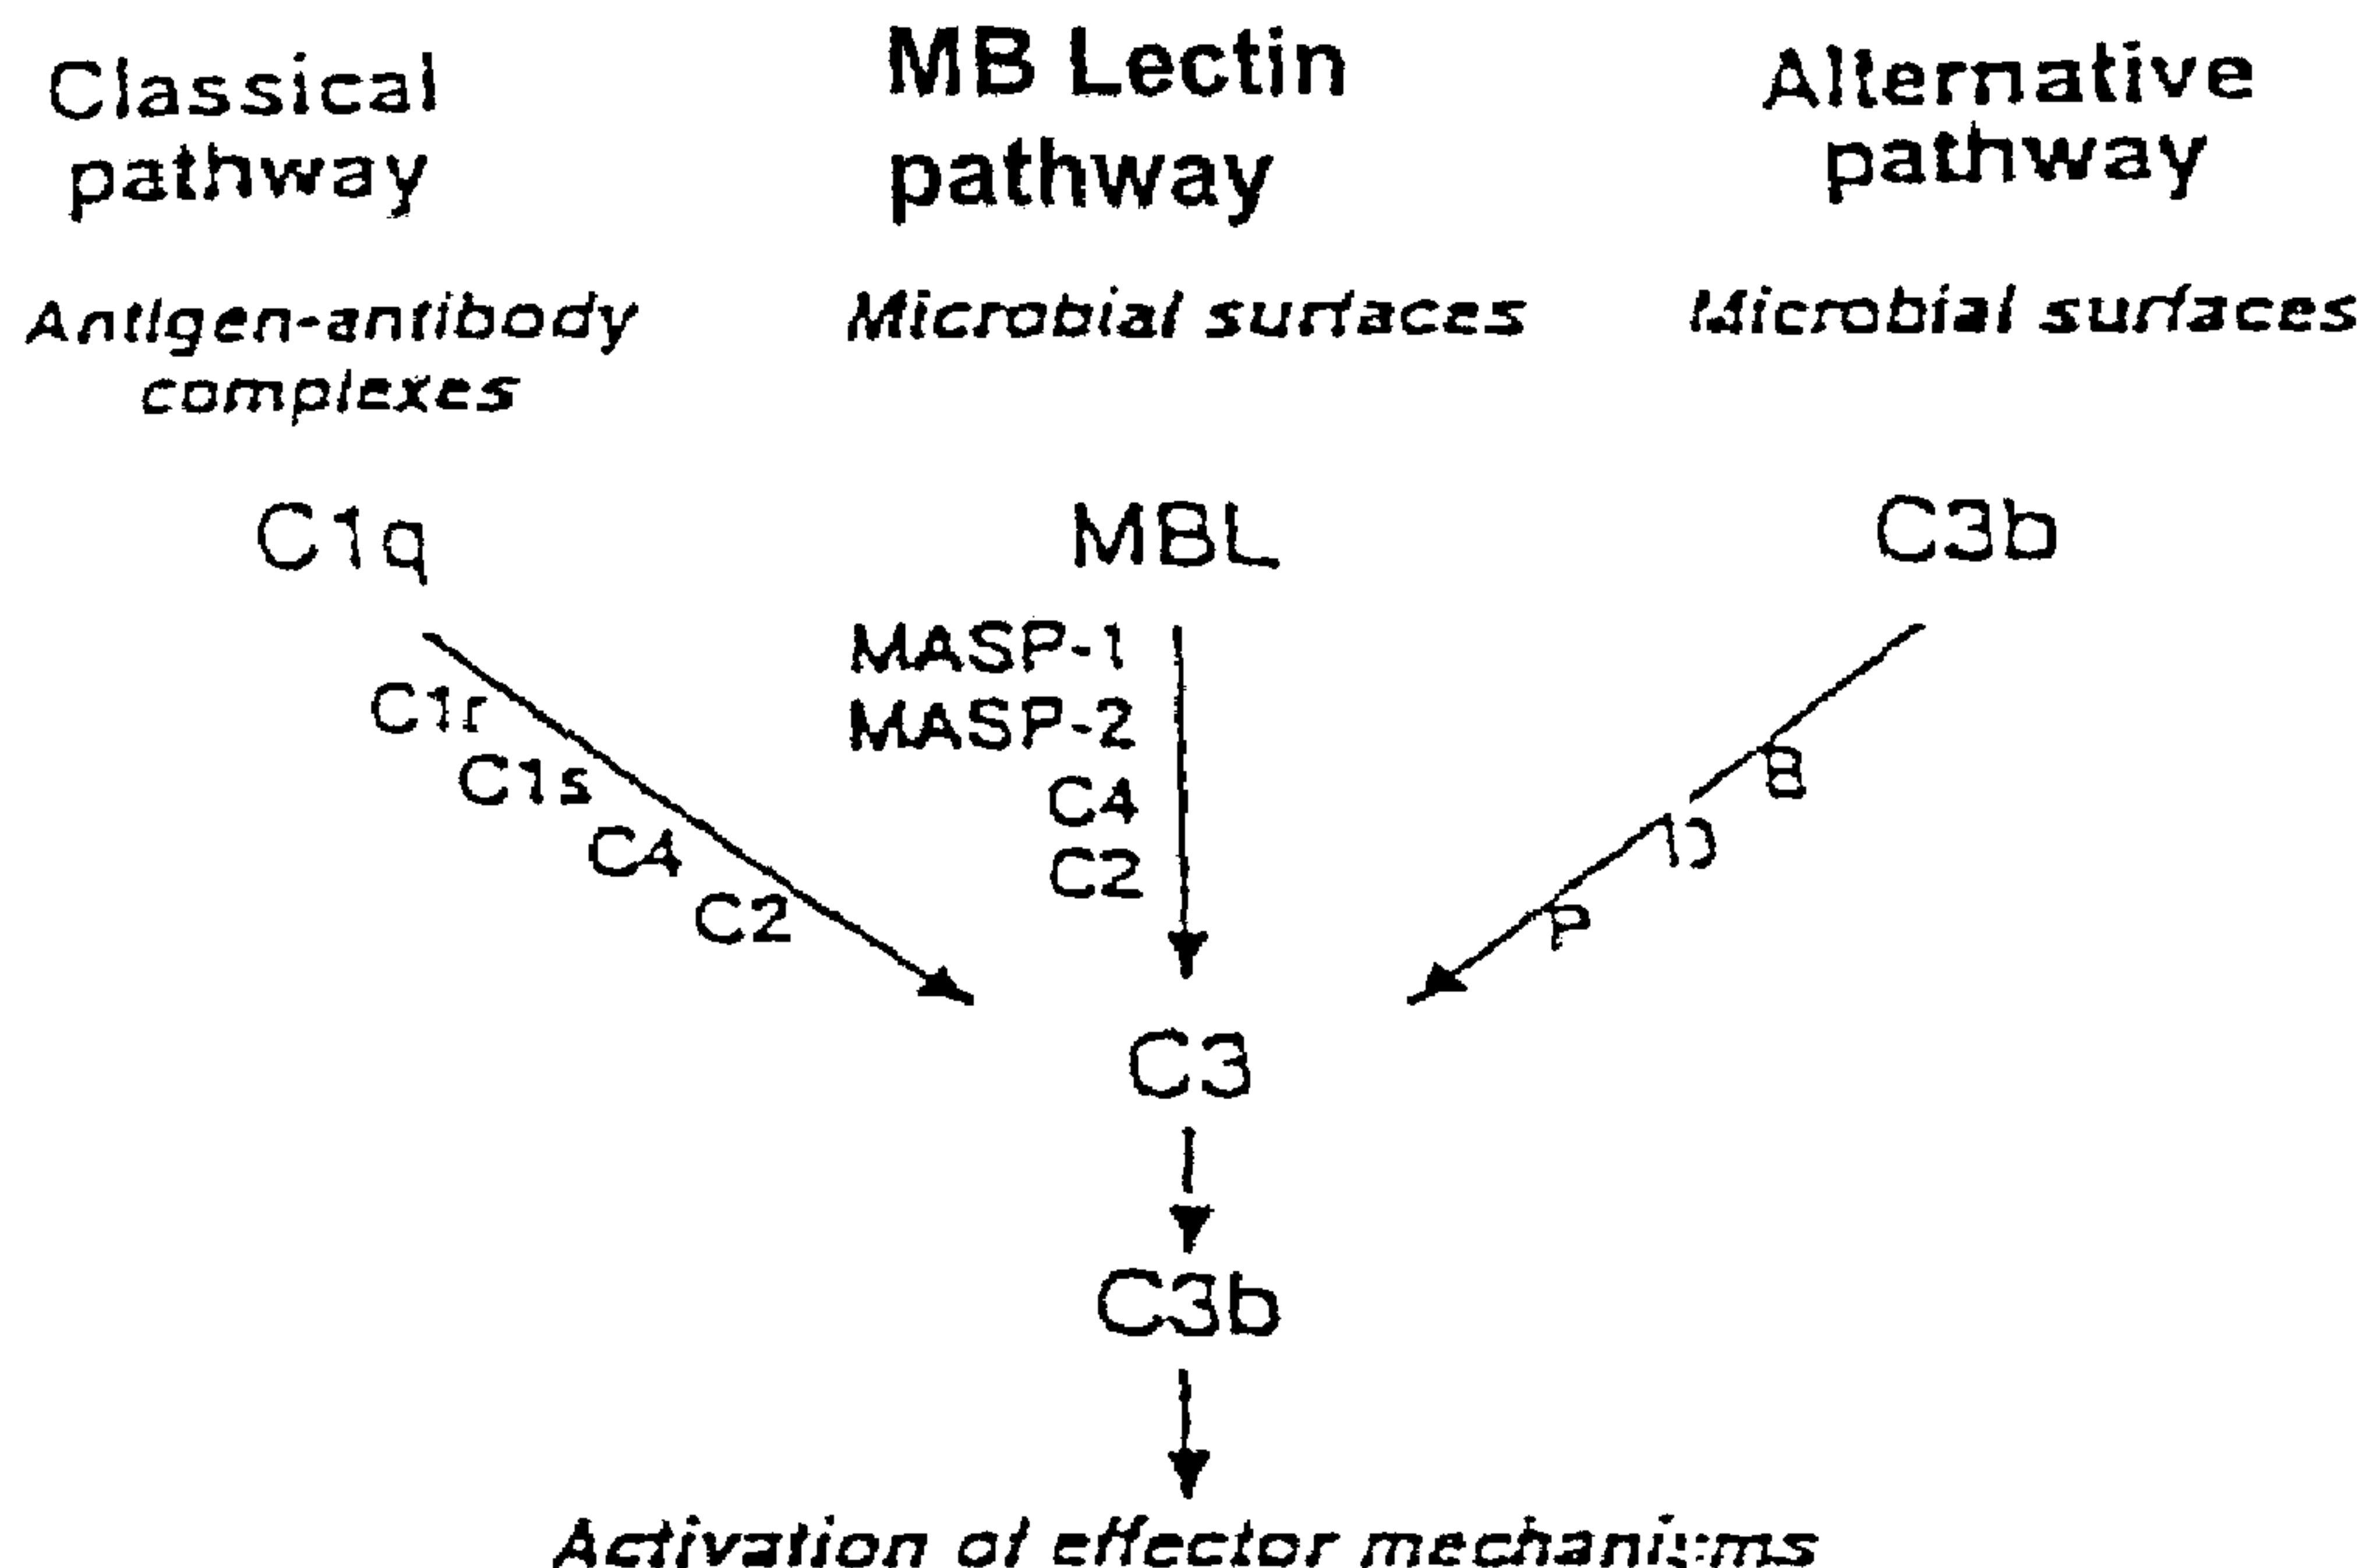 Classical
pathway
MB Lectin
pathway
Alternative
pathway
Antigen-antibody
complexes
Microbial surfaces
Microbial surfaces
C1q
MBL
C3b
C1r
C1s
C4
C2
MASP-1
MASP-2
C4
C2
B
D
P
C3
C3b
Activation of effector mechanisms